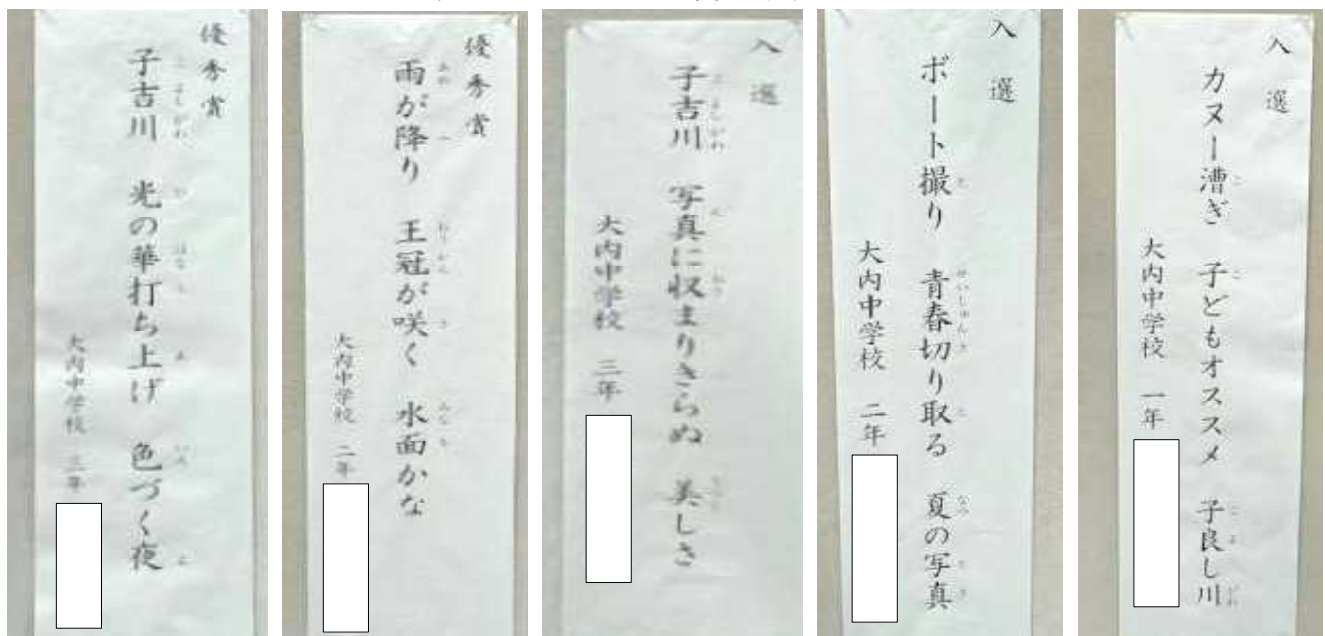 優秀賞
子吉川　光の華打ち上げ　色づく夜
大内中学校　三年
優秀賞
雨が降り　王冠が咲く　水面かな
大内中学校　二年
入選
子吉川　写真に収まりきらぬ　美しさ
大内中学校　三年
入選
ボート撮り　青春切り取る　夏の写真
大内中学校　二年
入選
カヌー漕ぎ　子どもオススメ　子良し川
大内中学校　一年